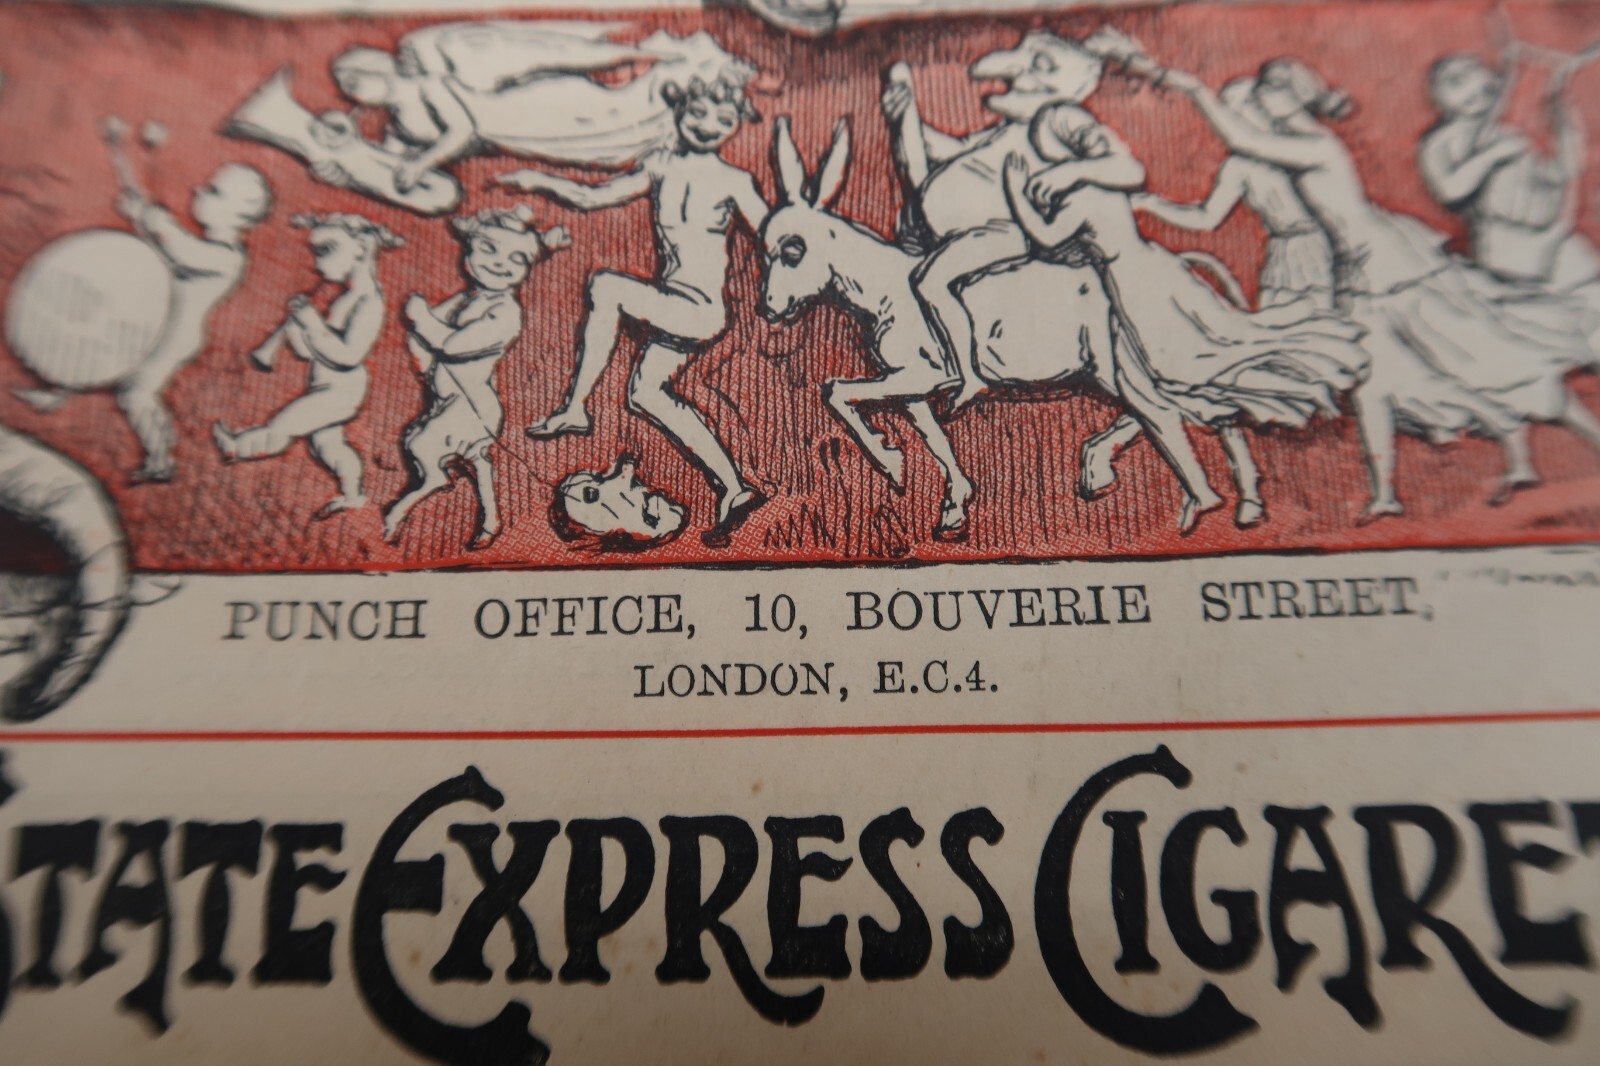 PUNCH OFFICE, 10, BOUVERIE STREET,
LONDON, E.C.4.
STATE EXPRESS CIGARET